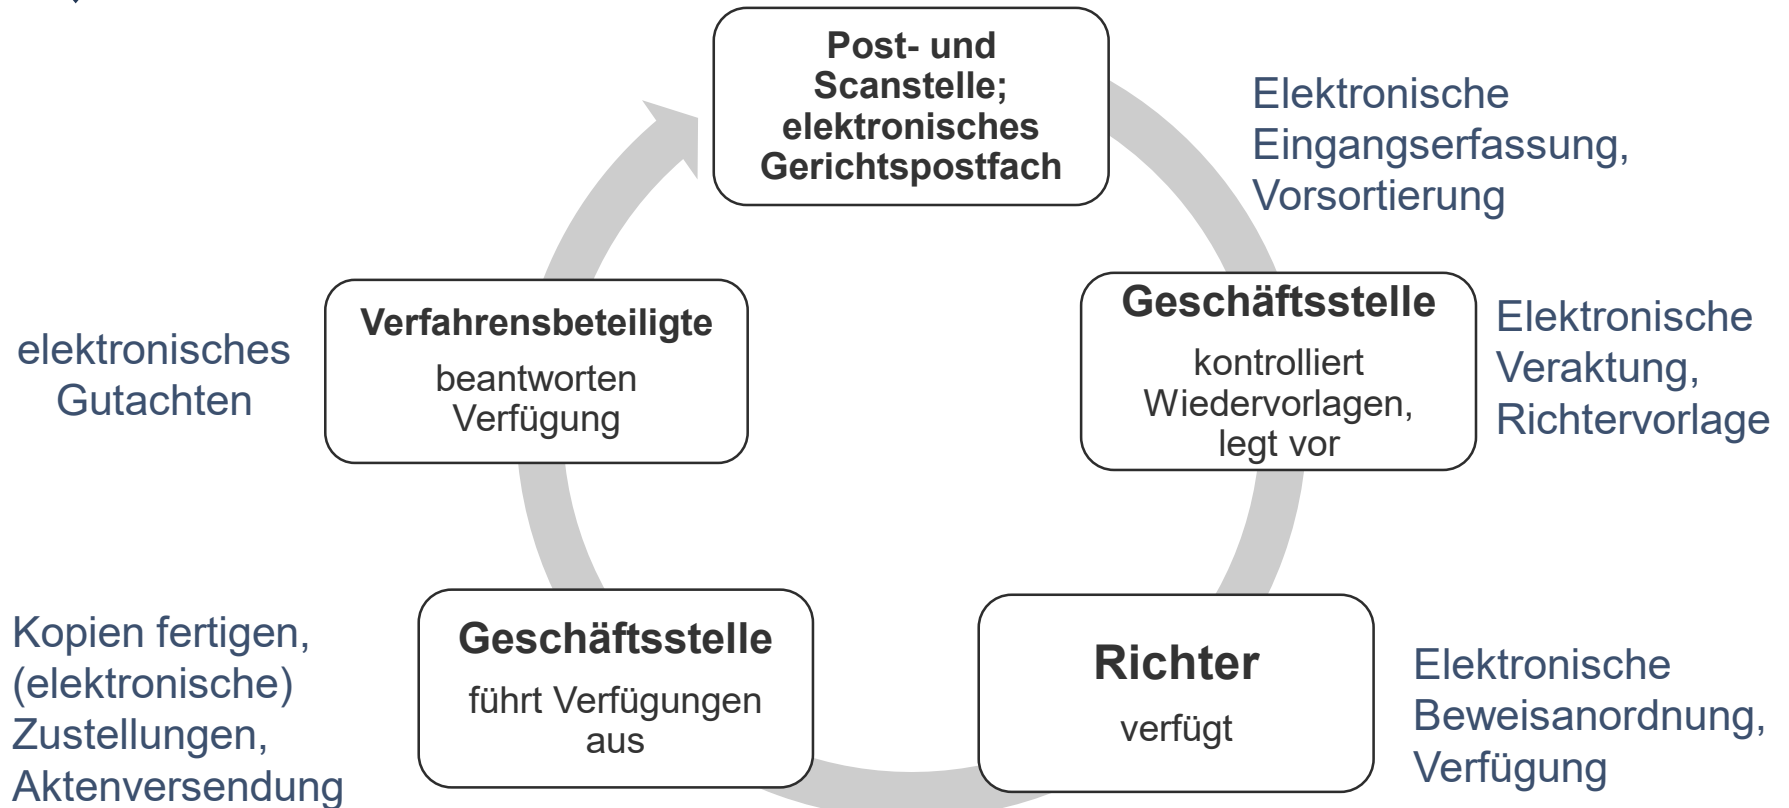 Post- und
Scanstelle;
elektronisches
Gerichtspostfach
Elektronische
Eingangserfassung,
Vorsortierung
Geschäftsstelle
kontrolliert
Wiedervorlagen,
legt vor
Elektronische
Veraktung,
Richtervorlage
Richter
verfügt
Elektronische
Beweisanordnung,
Verfügung
Geschäftsstelle
führt Verfügungen
aus
Kopien fertigen,
(elektronische)
Zustellungen,
Aktenversendung
Verfahrensbeteiligte
beantworten
Verfügung
elektronisches
Gutachten